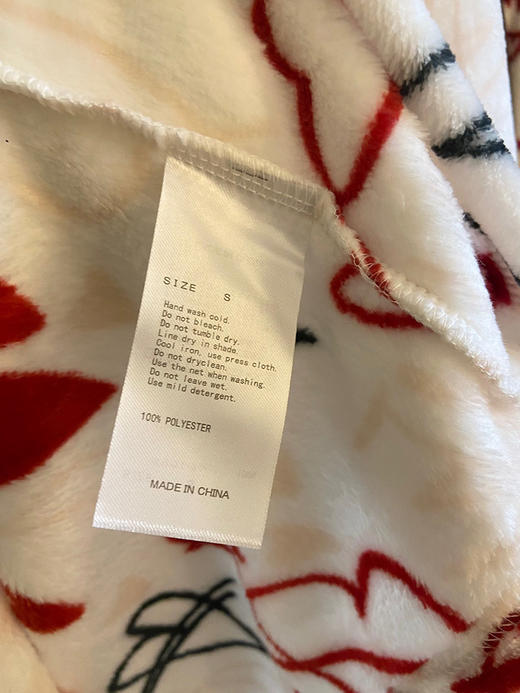 SIZE S
Hand wash cold.
Do not bleach.
Do not tumble dry.
Line dry in shade.
Cool iron, use press cloth.
Do not dryclean.
Use the net when washing.
Do not leave wet.
Use mild detergent.
100% POLYESTER
MADE IN CHINA